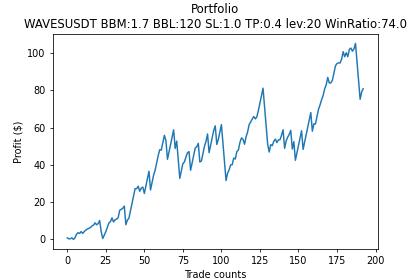 Portfolio
WAVESUSDT BBM:1.7 BBL:120 SL:1.0 TP:0.4 lev:20 WinRatio:74.0
100
80
60
40
20
0
Profit ($)
0 25 50 75 100 125 150 175 200
Trade counts